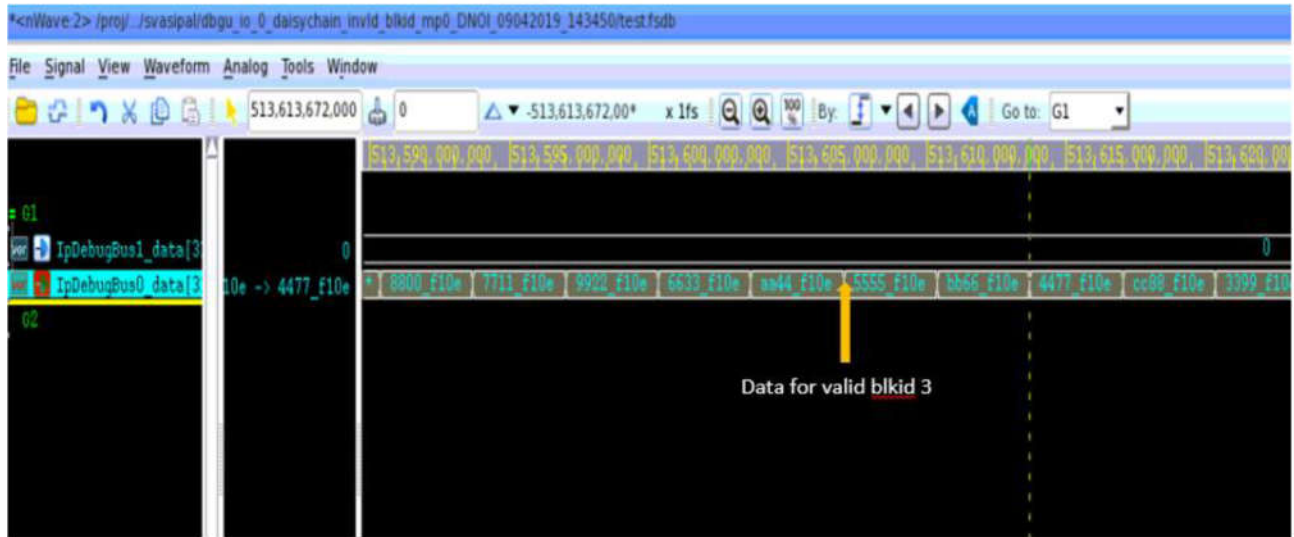 *<nWave:2> /proj/../svasipal/dbgu_io_0_daisychain_invld_blkid_mp0_DNOI_09042019_143450/test.fsdb
File Signal View Waveform Analog Tools Window
513,613,672,000 0 -513,613,672,00* x 1fs 100 % By: Go to: G1
513,590,000,000 513,595,000,000 513,600,000,000 513,605,000,000 513,610,000,000 513,615,000,000 513,620,00
= G1
IpDebugBus1_data[3 0 0
IpDebugBus0_data[3 10e -> 4477_f10e * 8800_f10e 7711_f10e 9922_f10e 6633_f10e aa44_f10e 5555_f10e bb66_f10e 4477_f10e cc88_f10e 3399_f10
G2
Data for valid blkid 3